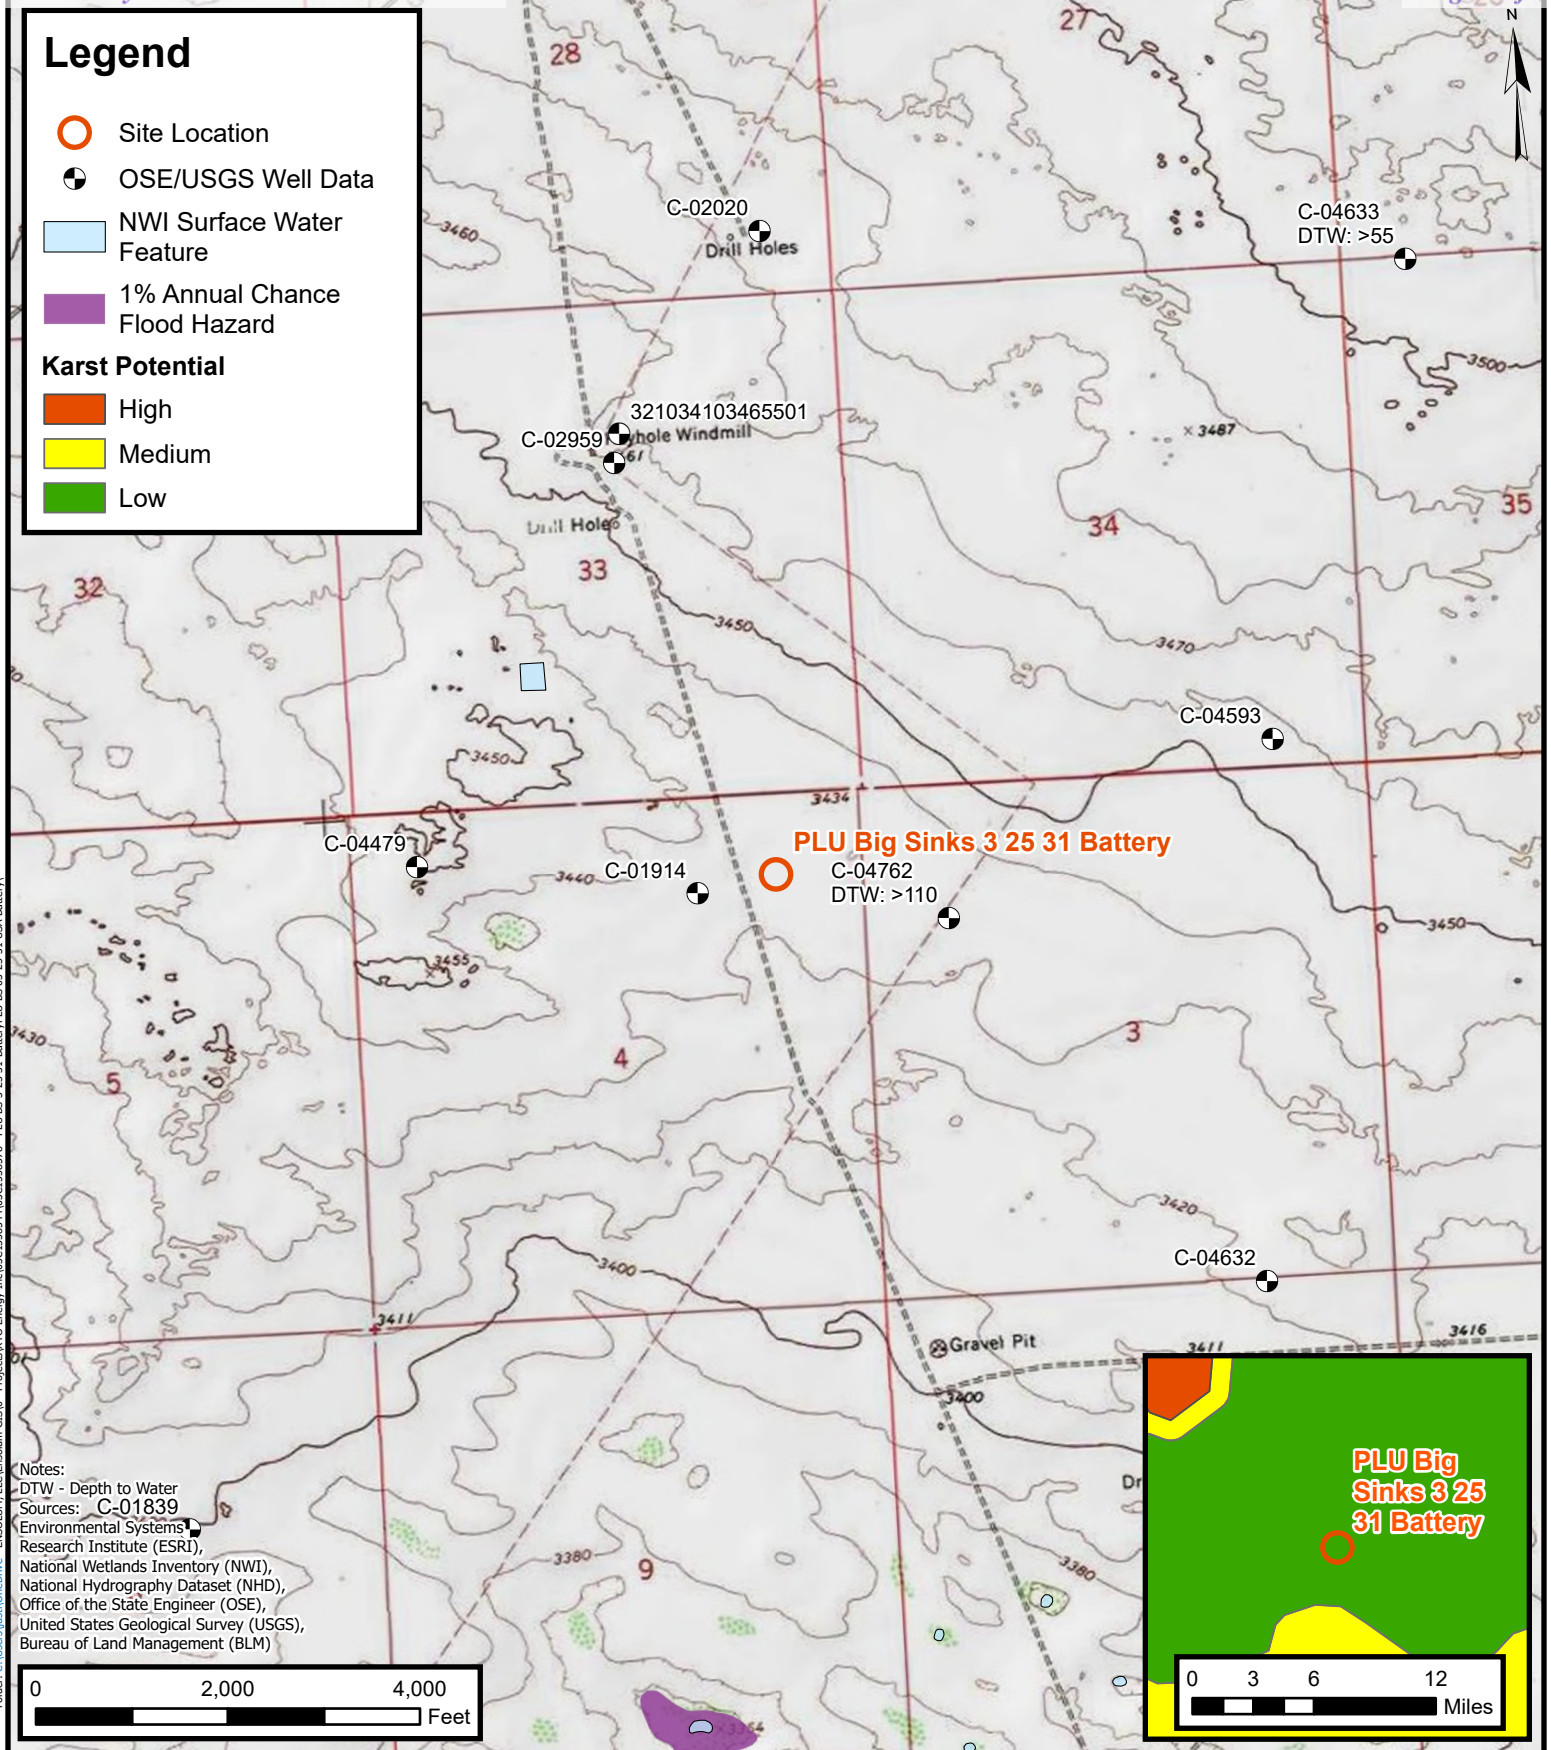 Legend
Site Location
OSE/USGS Well Data
NWI Surface Water
Feature
1% Annual Chance
Flood Hazard
Karst Potential
High
Medium
Low
N
28
27
C-02020
Drill Holes
C-04633
DTW: >55
3460
3500
321034103465501
C-02959
yhole Windmill
61
3487
34
35
Drill Hole
33
32
3450
3470
C-04593
3450
3434
C-04479
PLU Big Sinks 3 25 31 Battery
C-01914
C-04762
DTW: >110
3440
3450
3455
3430
3
4
5
3420
C-04632
3400
3411
Gravel Pit
3411
3416
3400
PLU Big
Sinks 3 25
31 Battery
0 3 6 12
Miles
Notes:
DTW - Depth to Water
Sources:
C-01839
Environmental Systems
Research Institute (ESRI),
National Wetlands Inventory (NWI),
National Hydrography Dataset (NHD),
Office of the State Engineer (OSE),
United States Geological Survey (USGS),
Bureau of Land Management (BLM)
3380
9
3380
Dr
3364
0 2,000 4,000
Feet